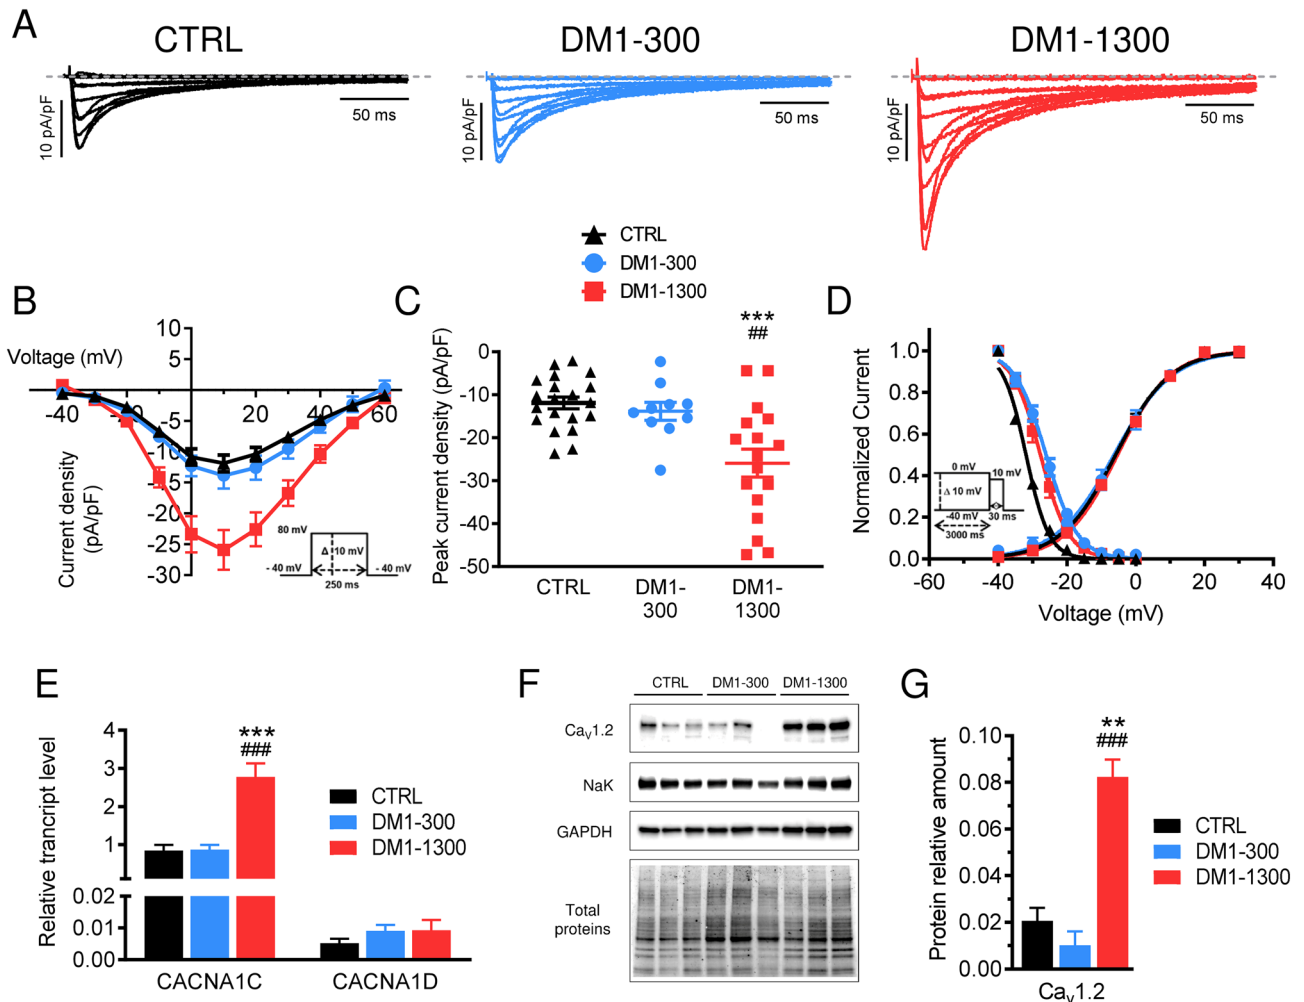 A
CTRL
DM1-300
DM1-1300
10 pA/pF
50 ms
10 pA/pF
50 ms
10 pA/pF
50 ms
CTRL
DM1-300
DM1-1300
B
Voltage (mV)
10
5
-40
-20
20
40
60
-5
-10
-15
-20
-25
-30
Current density
(pA/pF)
80 mV
Δ 10 mV
- 40 mV
- 40 mV
250 ms
C
Peak current density (pA/pF)
0
-10
-20
-30
-40
-50
***
##
CTRL
DM1-
300
DM1-
1300
D
Normalized Current
1.0
0.8
0.6
0.4
0.2
0.0
0 mV
10 mV
Δ 10 mV
-40 mV
30 ms
3000 ms
-60
-40
-20
0
20
40
Voltage (mV)
E
Relative trancript level
4
3
2
1
0.02
0.01
0.00
***
###
CTRL
DM1-300
DM1-1300
CACNA1C
CACNA1D
F
CTRL
DM1-300
DM1-1300
CaV1.2
NaK
GAPDH
Total
proteins
G
Protein relative amount
0.10
0.08
0.06
0.04
0.02
0.00
**
###
CTRL
DM1-300
DM1-1300
CaV1.2